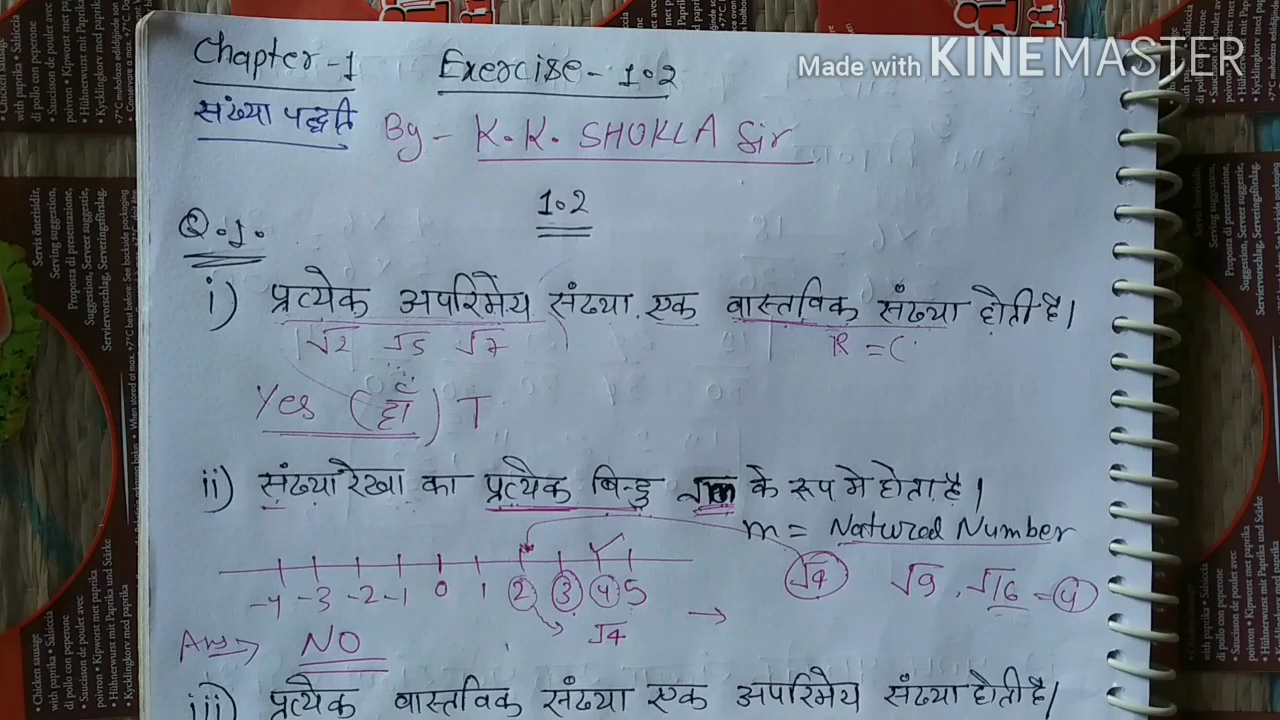 Made with KINEMASTER
Chapter-1 Exercise-1.2
संख्या पद्धति By - K.K. SHUKLA Sir
1.2
Q.1.
i) प्रत्येक अपरिमेय संख्या एक वास्तविक संख्या होती है।
√2 √5 √7 R = (
Yes (हाँ) T
ii) संख्या रेखा का प्रत्येक बिन्दु √m के रूप मे होता है।
m = Natural Number
-4 -3 -2 -1 0 1 2 3 4 5 √4 √9, √16 = 4
→ √4 →
Ans→ NO
iii) प्रत्येक वास्तविक संख्या एक अपरिमेय संख्या होती है।